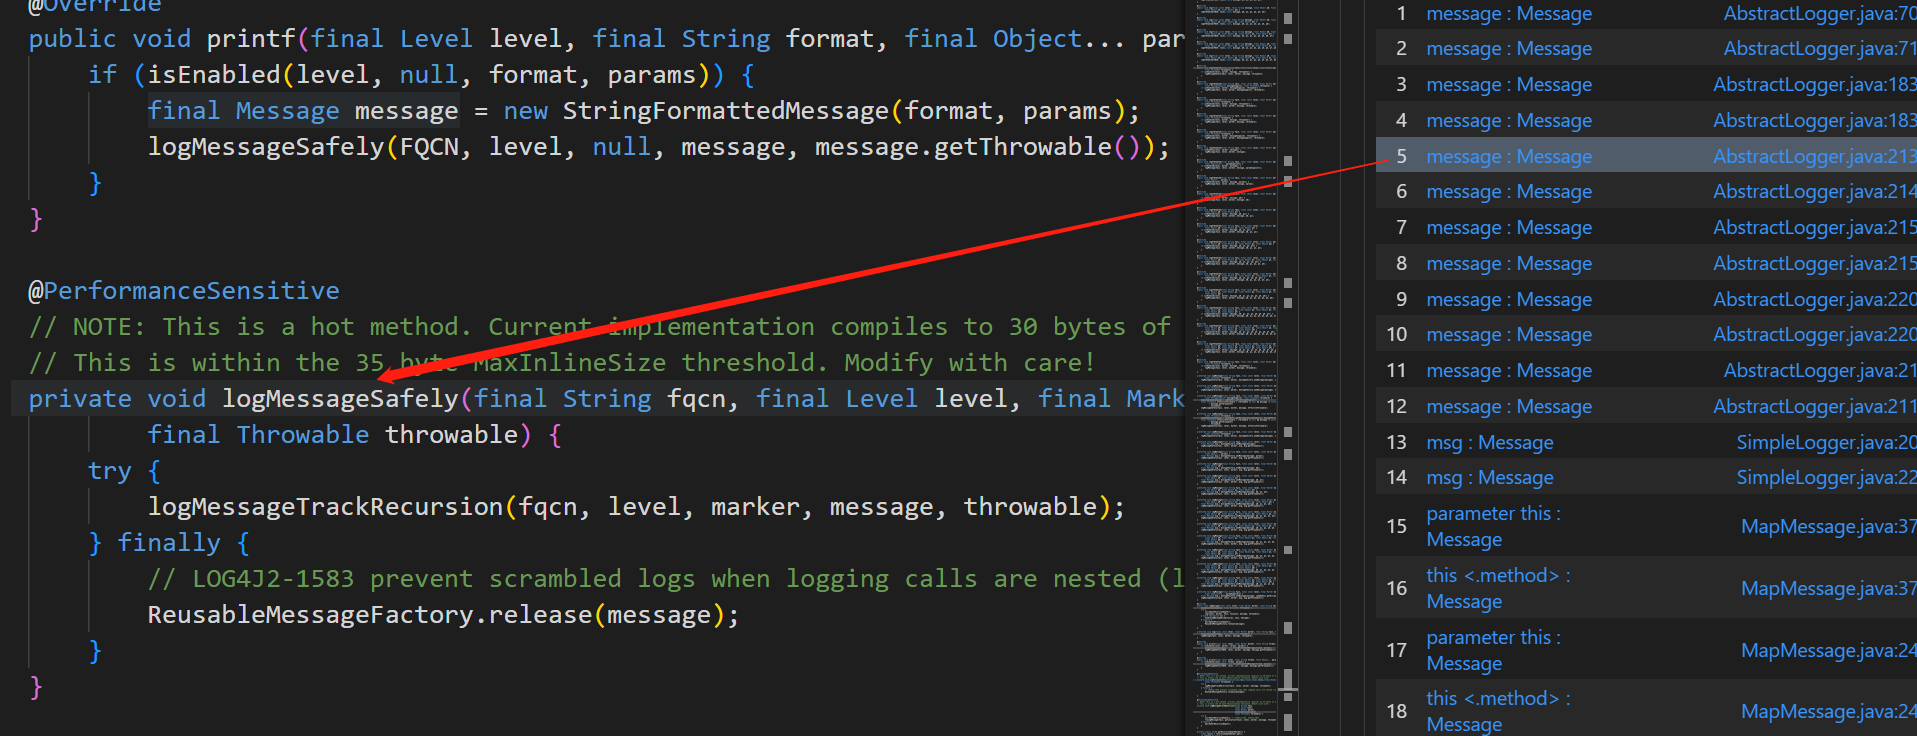 @Override
public void printf(final Level level, final String format, final Object... par
if (isEnabled(level, null, format, params)) {
final Message message = new StringFormattedMessage(format, params);
logMessageSafely(FQCN, level, null, message, message.getThrowable());
}
}
@PerformanceSensitive
// NOTE: This is a hot method. Current implementation compiles to 30 bytes of
// This is within the 35 byte MaxInlineSize threshold. Modify with care!
private void logMessageSafely(final String fqcn, final Level level, final Mark
final Throwable throwable) {
try {
logMessageTrackRecursion(fqcn, level, marker, message, throwable);
} finally {
// LOG4J2-1583 prevent scrambled logs when logging calls are nested (l
ReusableMessageFactory.release(message);
}
}
1 message : Message AbstractLogger.java:70
2 message : Message AbstractLogger.java:71
3 message : Message AbstractLogger.java:183
4 message : Message AbstractLogger.java:183
5 message : Message AbstractLogger.java:213
6 message : Message AbstractLogger.java:214
7 message : Message AbstractLogger.java:215
8 message : Message AbstractLogger.java:215
9 message : Message AbstractLogger.java:220
10 message : Message AbstractLogger.java:220
11 message : Message AbstractLogger.java:21
12 message : Message AbstractLogger.java:211
13 msg : Message SimpleLogger.java:20
14 msg : Message SimpleLogger.java:22
15 parameter this : MapMessage.java:37
Message
16 this <.method> : MapMessage.java:37
Message
17 parameter this : MapMessage.java:24
Message
18 this <.method> : MapMessage.java:24
Message